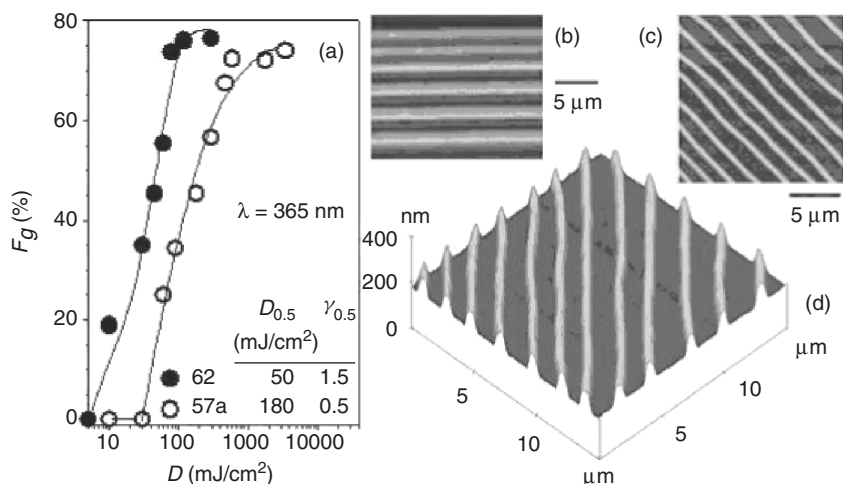 80
60
40
20
0
F_g (%)
(a)
λ = 365 nm
D_0.5 γ_0.5
(mJ/cm²)
62 50 1.5
57a 180 0.5
10 100 1000 10000
D (mJ/cm²)
(b)
5 μm
(c)
5 μm
nm
400
200
0
(d)
μm
5
10
10
5
μm